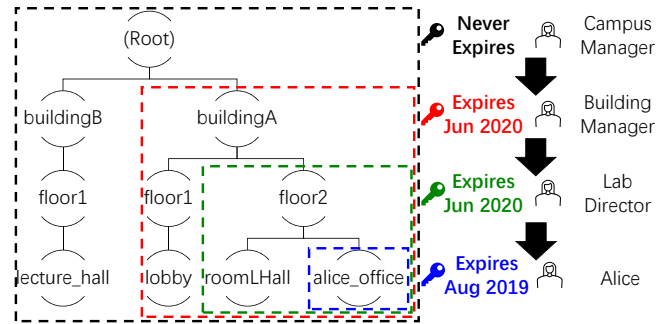 (Root)
Never
Expires
Campus
Manager
buildingB
buildingA
Expires
Jun 2020
Building
Manager
floor1
floor1
floor2
Expires
Jun 2020
Lab
Director
lecture_hall
lobby
roomLHall
alice_office
Expires
Aug 2019
Alice